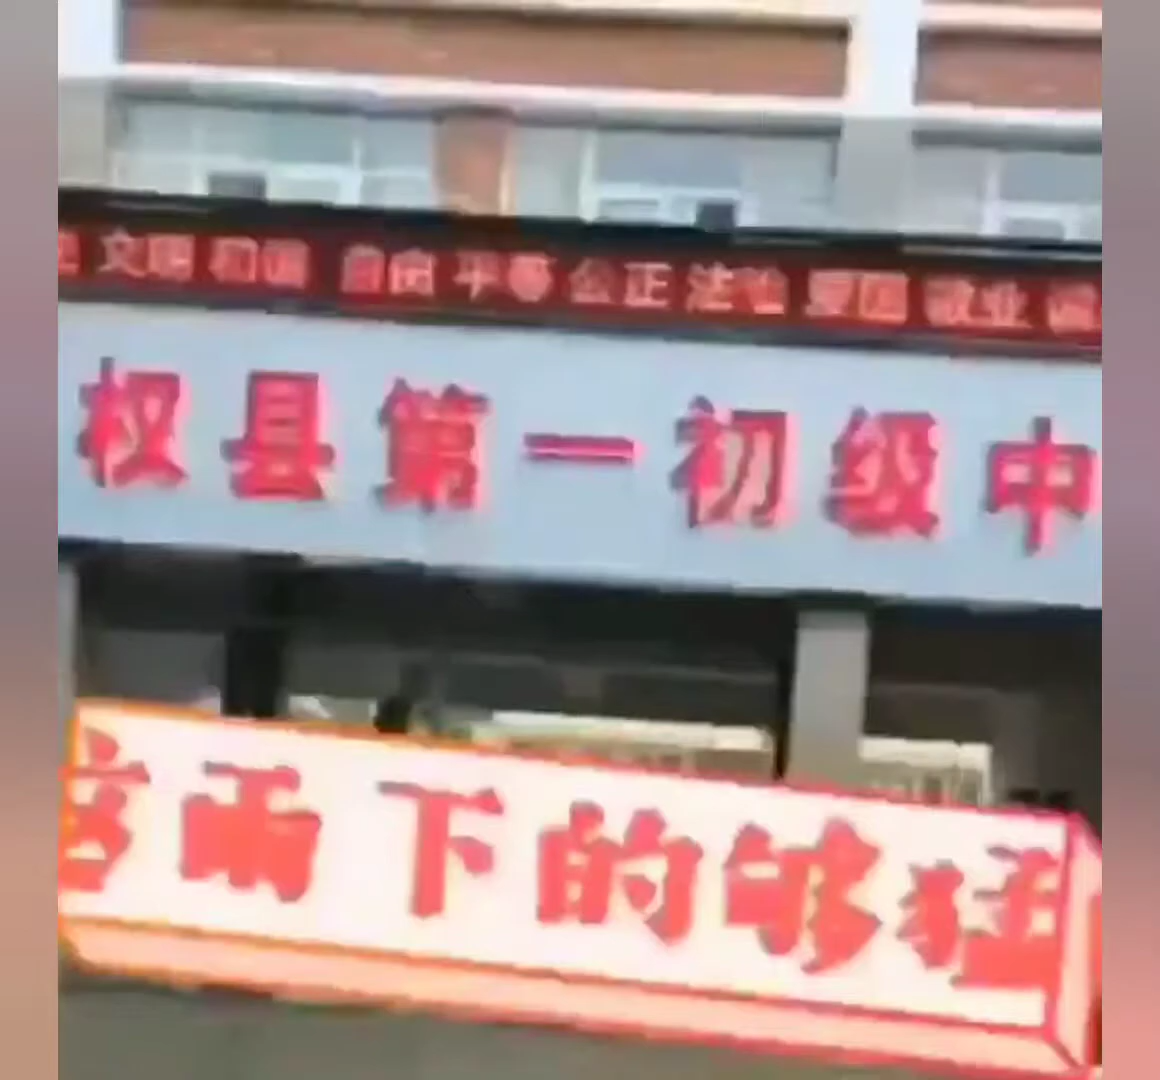 文明 和谐 自由 平等 公正 法治 爱国 敬业 诚
权县第一初级中
雨下的够猛